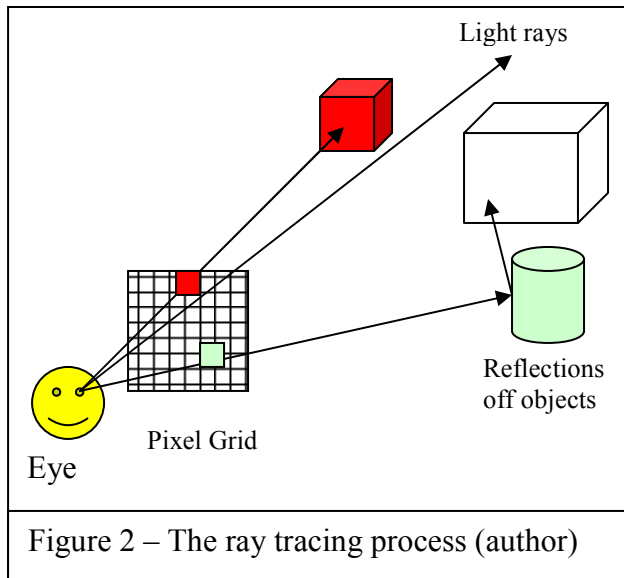 Light rays
Reflections
off objects
Pixel Grid
Eye
Figure 2 – The ray tracing process (author)